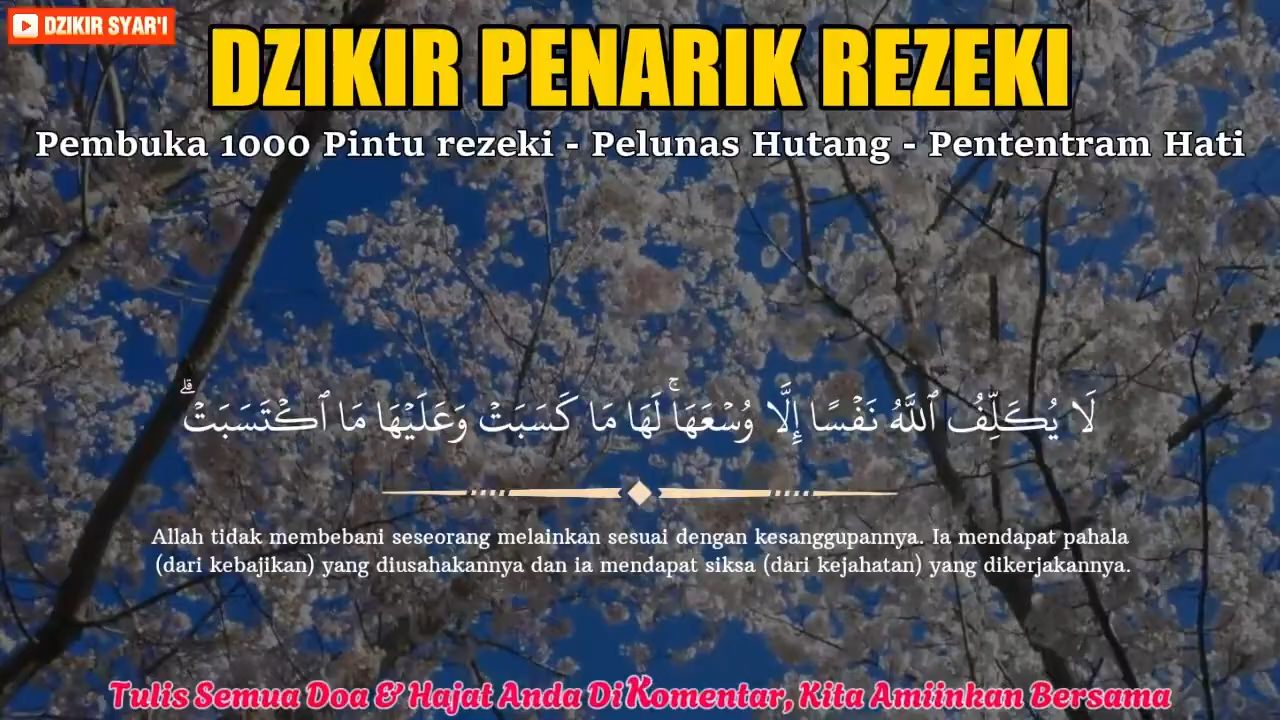 DZIKIR SYAR'I
DZIKIR PENARIK REZEKI
Pembuka 1000 Pintu rezeki - Pelunas Hutang - Pententram Hati
لَا يُكَلِّفُ ٱللَّهُ نَفْسًا إِلَّا وُسْعَهَا ۚ لَهَا مَا كَسَبَتْ وَعَلَيْهَا مَا ٱكْتَسَبَتْ ۗ
Allah tidak membebani seseorang melainkan sesuai dengan kesanggupannya. Ia mendapat pahala
(dari kebajikan) yang diusahakannya dan ia mendapat siksa (dari kejahatan) yang dikerjakannya.
Tulis Semua Doa & Hajat Anda DiKomentar, Kita Amiinkan Bersama